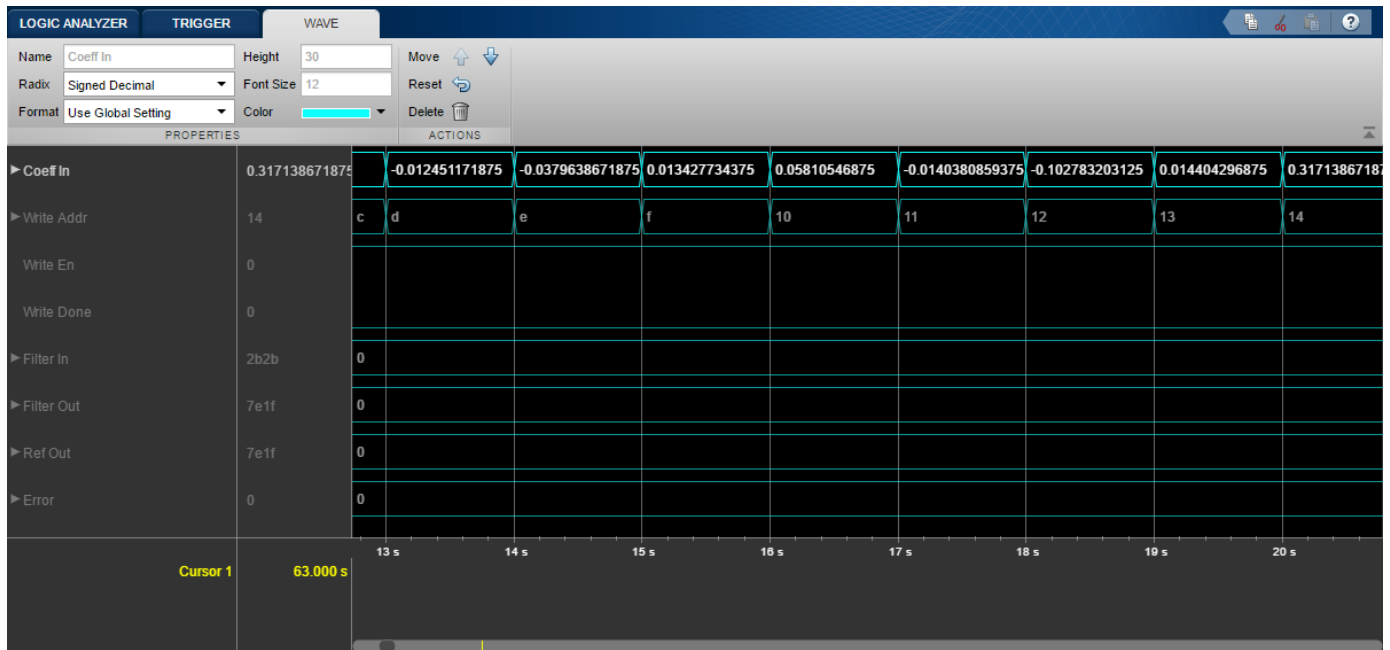 LOGIC ANALYZER TRIGGER WAVE ?
Name Coeff In Height 30 Move
Radix Signed Decimal Font Size 12 Reset
Format Use Global Setting Color Delete
PROPERTIES ACTIONS
Coeff In 0.317138671875 -0.012451171875 -0.0379638671875 0.013427734375 0.05810546875 -0.0140380859375 -0.102783203125 0.014404296875 0.3171386718
Write Addr 14 c d e f 10 11 12 13 14
Write En 0
Write Done 0
Filter In 2b2b 0
Filter Out 7e1f 0
Ref Out 7e1f 0
Error 0 0
13 s 14 s 15 s 16 s 17 s 18 s 19 s 20 s
Cursor 1 63.000 s